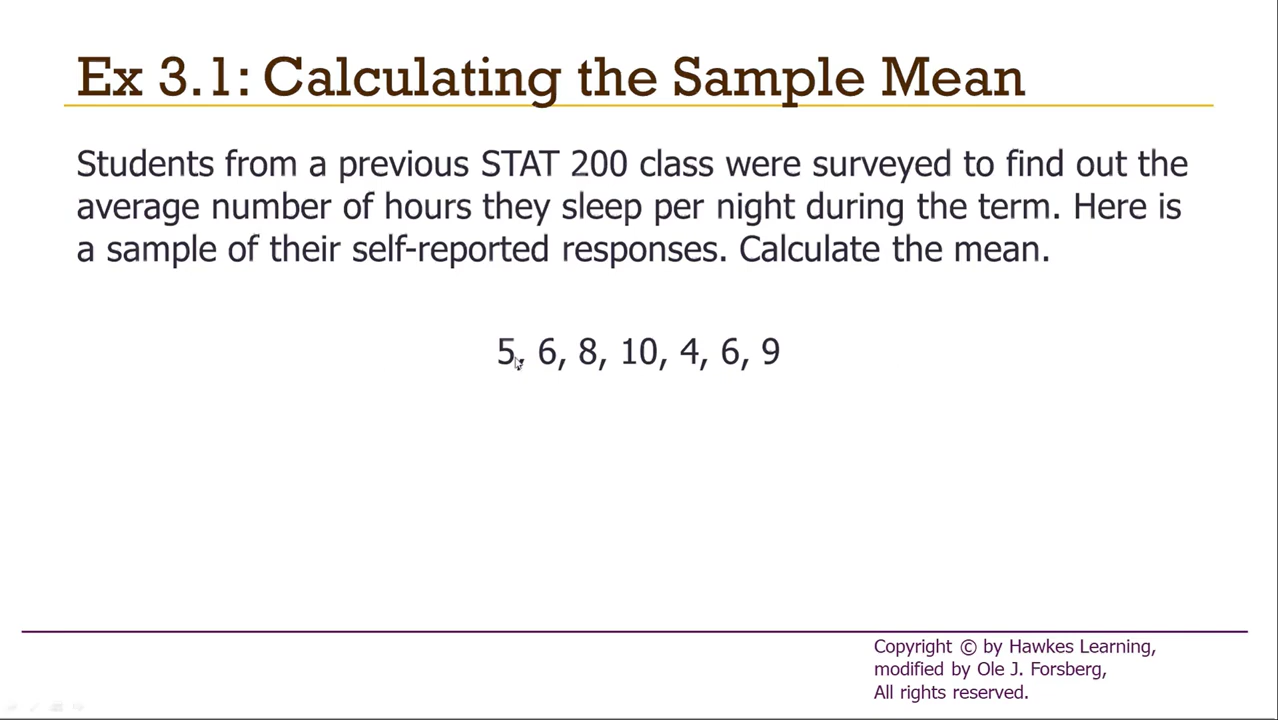 Ex 3.1: Calculating the Sample Mean
Students from a previous STAT 200 class were surveyed to find out the
average number of hours they sleep per night during the term. Here is
a sample of their self-reported responses. Calculate the mean.
5, 6, 8, 10, 4, 6, 9
Copyright © by Hawkes Learning,
modified by Ole J. Forsberg,
All rights reserved.